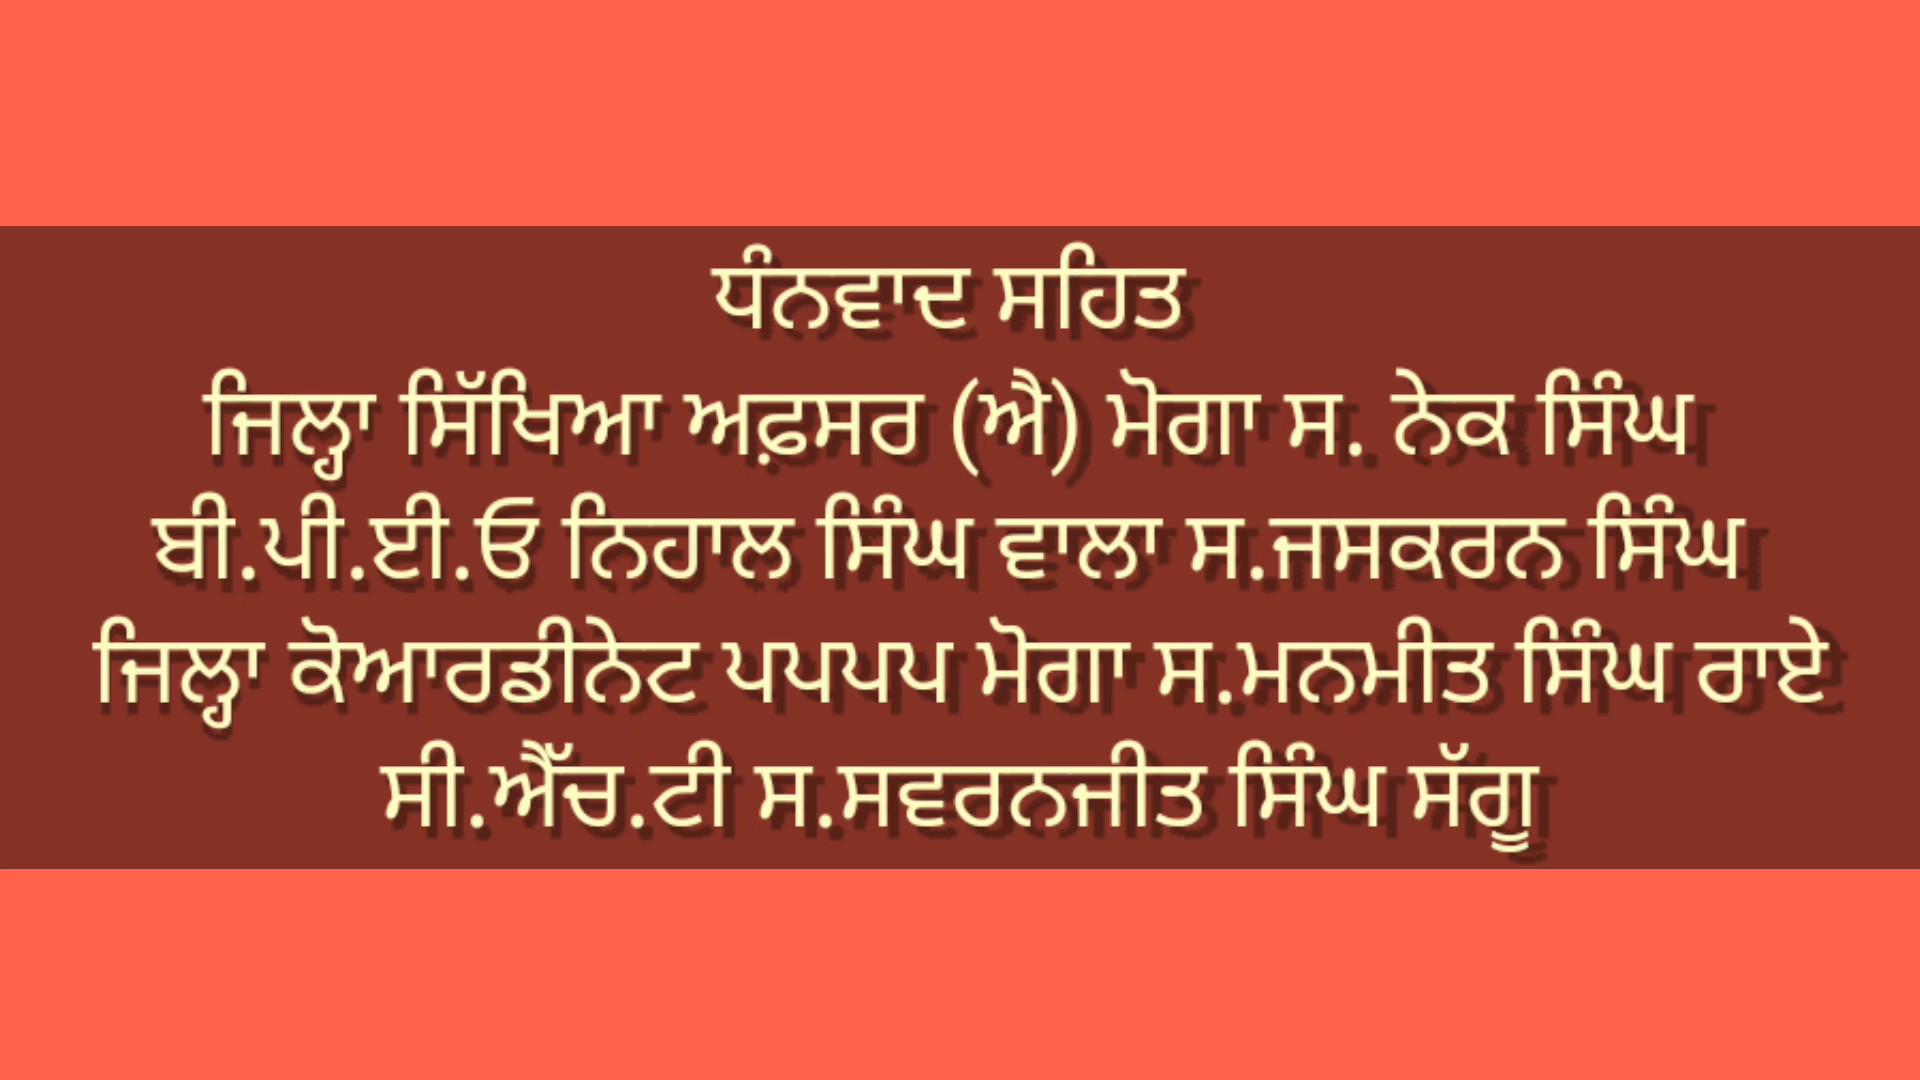 ਧੰਨਵਾਦ ਸਹਿਤ
ਜਿਲ੍ਹਾ ਸਿੱਖਿਆ ਅਫ਼ਸਰ (ਐ) ਮੋਗਾ ਸ. ਨੇਕ ਸਿੰਘ
ਬੀ.ਪੀ.ਈ.ਓ ਨਿਹਾਲ ਸਿੰਘ ਵਾਲਾ ਸ.ਜਸਕਰਨ ਸਿੰਘ
ਜਿਲ੍ਹਾ ਕੋਆਰਡੀਨੇਟ ਪਪਪਪ ਮੋਗਾ ਸ.ਮਨਮੀਤ ਸਿੰਘ ਰਾਏ
ਸੀ.ਐੱਚ.ਟੀ ਸ.ਸਵਰਨਜੀਤ ਸਿੰਘ ਸੱਗੂ